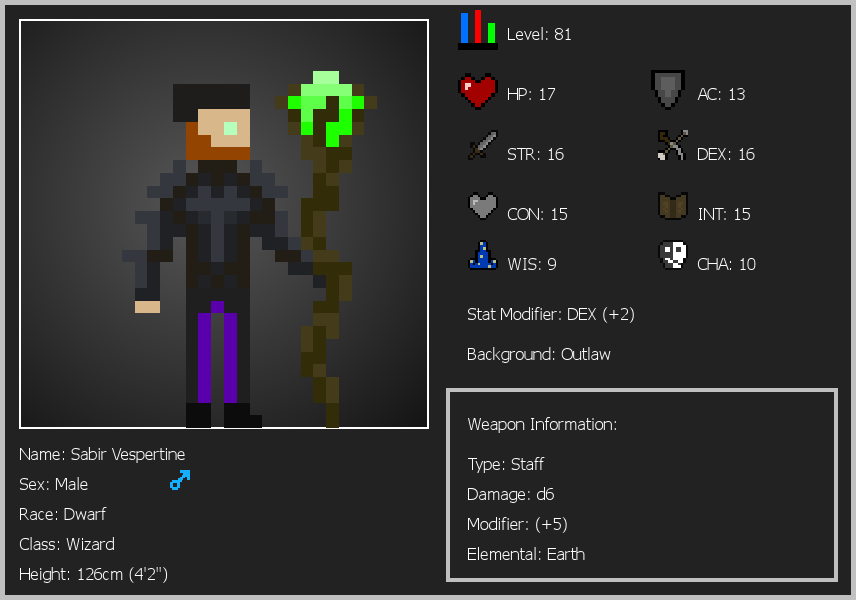 Level: 81
HP: 17
AC: 13
STR: 16
DEX: 16
CON: 15
INT: 15
WIS: 9
CHA: 10
Stat Modifier: DEX (+2)
Background: Outlaw
Weapon Information:
Type: Staff
Damage: d6
Modifier: (+5)
Elemental: Earth
Name: Sabir Vespertine
Sex: Male
Race: Dwarf
Class: Wizard
Height: 126cm (4'2")